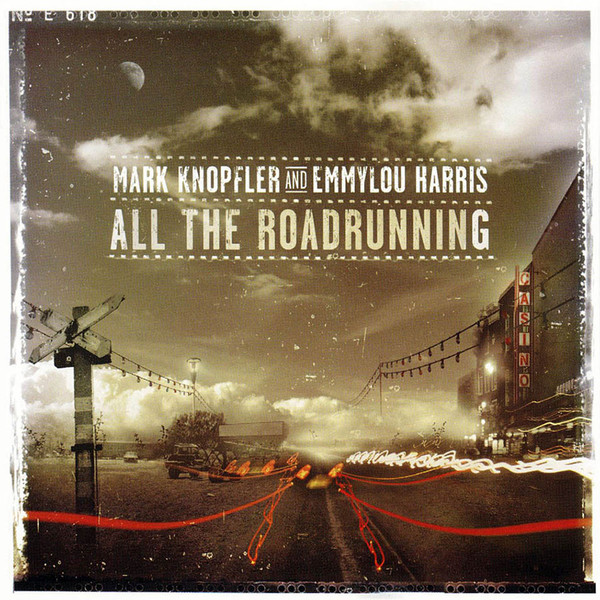 Nº E 618
MARK KNOPFLER AND EMMYLOU HARRIS
ALL THE ROADRUNNING
CASINO